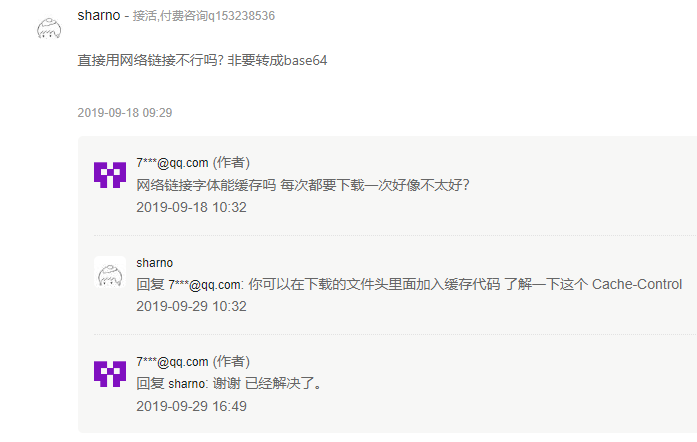 sharno - 接活,付费咨询q153238536
直接用网络链接不行吗? 非要转成base64
2019-09-18 09:29
7***@qq.com (作者)
网络链接字体能缓存吗 每次都要下载一次好像不太好?
2019-09-18 10:32
sharno
回复 7***@qq.com: 你可以在下载的文件头里面加入缓存代码 了解一下这个 Cache-Control
2019-09-29 10:32
7***@qq.com (作者)
回复 sharno: 谢谢 已经解决了。
2019-09-29 16:49